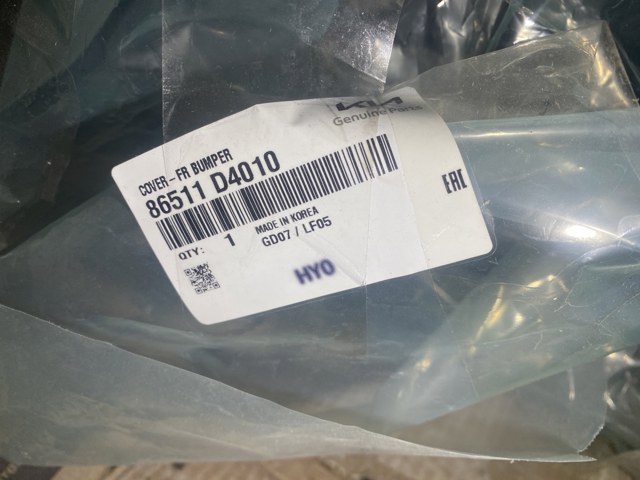 KIA
Genuine Parts
COVER-FR BUMPER
86511 D4010
EAC
QTY: 1 MADE IN KOREA
GD07 / LF05
HYO